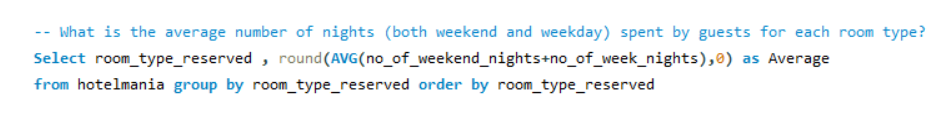 -- What is the average number of nights (both weekend and weekday) spent by guests for each room type?
Select room_type_reserved , round(AVG(no_of_weekend_nights+no_of_week_nights),0) as Average
from hotelmania group by room_type_reserved order by room_type_reserved